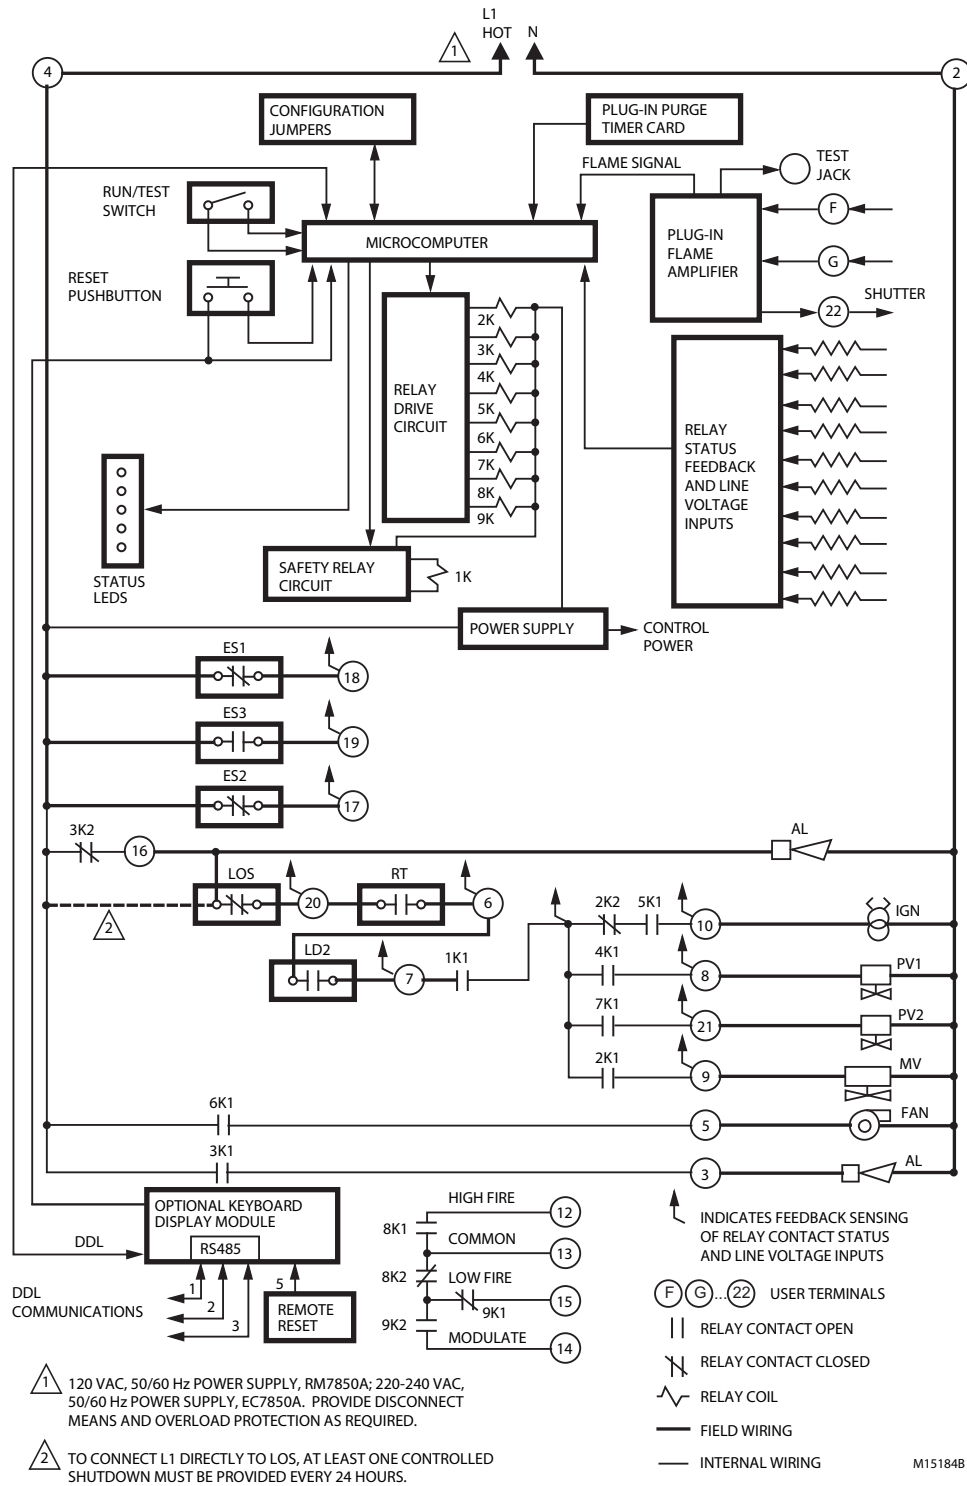 L1
HOT
N
1
4
2
CONFIGURATION
JUMPERS
PLUG-IN PURGE
TIMER CARD
FLAME SIGNAL
TEST
JACK
RUN/TEST
SWITCH
MICROCOMPUTER
PLUG-IN
FLAME
AMPLIFIER
F
G
22
SHUTTER
RESET
PUSHBUTTON
RELAY
DRIVE
CIRCUIT
2K
3K
4K
5K
6K
7K
8K
9K
RELAY
STATUS
FEEDBACK
AND LINE
VOLTAGE
INPUTS
STATUS
LEDS
SAFETY RELAY
CIRCUIT
1K
POWER SUPPLY
CONTROL
POWER
ES1
18
ES3
19
ES2
17
3K2
16
AL
LOS
20
RT
6
2
2K2
5K1
10
IGN
LD2
7
1K1
4K1
8
PV1
7K1
21
PV2
2K1
9
MV
6K1
5
FAN
3K1
3
AL
OPTIONAL KEYBOARD
DISPLAY MODULE
RS485
DDL
DDL
COMMUNICATIONS
1
2
3
5
REMOTE
RESET
HIGH FIRE
12
8K1
COMMON
13
8K2
LOW FIRE
9K1
15
9K2
MODULATE
14
INDICATES FEEDBACK SENSING
OF RELAY CONTACT STATUS
AND LINE VOLTAGE INPUTS
F G...22 USER TERMINALS
RELAY CONTACT OPEN
RELAY CONTACT CLOSED
RELAY COIL
FIELD WIRING
INTERNAL WIRING
1 120 VAC, 50/60 Hz POWER SUPPLY, RM7850A; 220-240 VAC,
50/60 Hz POWER SUPPLY, EC7850A. PROVIDE DISCONNECT
MEANS AND OVERLOAD PROTECTION AS REQUIRED.
2 TO CONNECT L1 DIRECTLY TO LOS, AT LEAST ONE CONTROLLED
SHUTDOWN MUST BE PROVIDED EVERY 24 HOURS.
M15184B